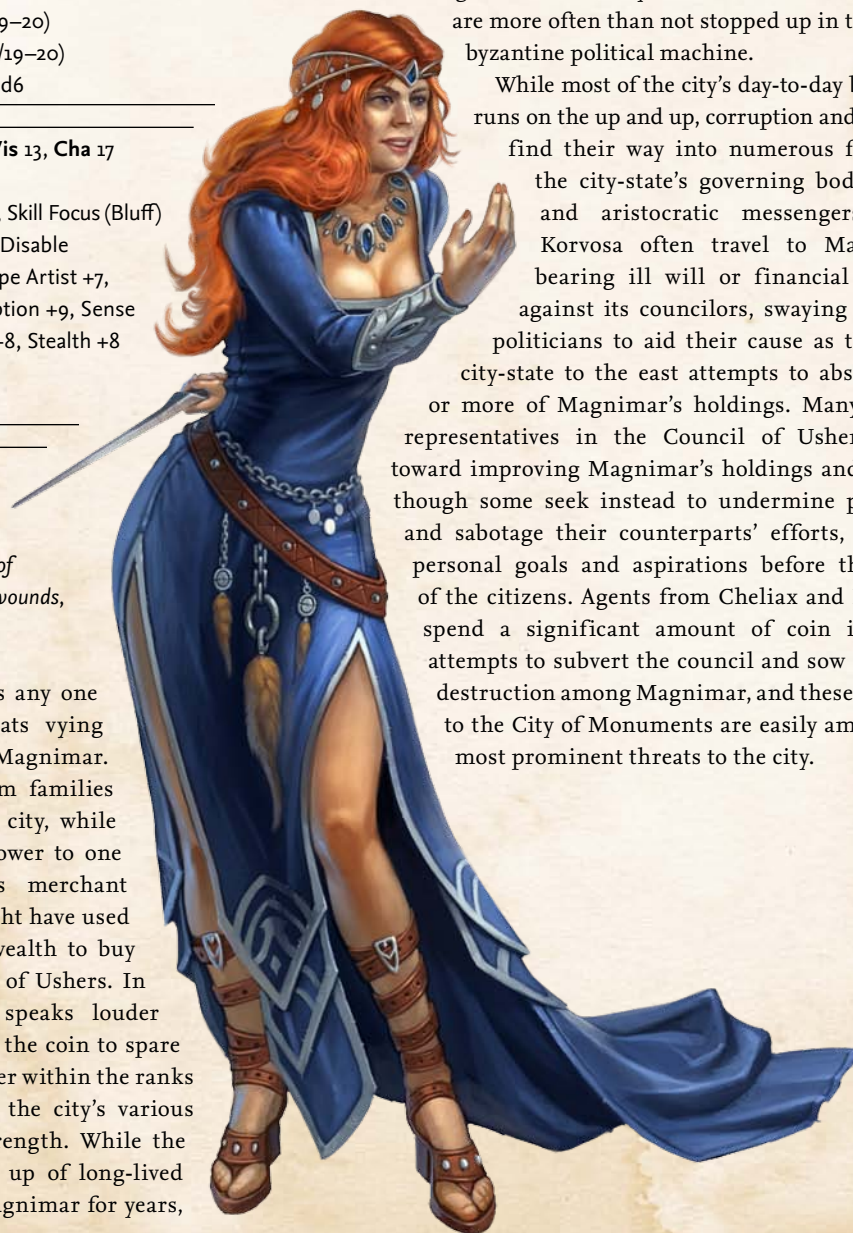 9–20)
/19–20)
d6
Vis 13, Cha 17
, Skill Focus (Bluff)
Disable
pe Artist +7,
ption +9, Sense
+8, Stealth +8
of
wounds,
s any one
ats vying
Magnimar.
m families
city, while
ower to one
s merchant
ght have used
wealth to buy
of Ushers. In
speaks louder
the coin to spare
er within the ranks
the city’s various
rength. While the
up of long-lived
agnimar for years,
are more often than not stopped up in t
byzantine political machine.
While most of the city’s day-to-day b
runs on the up and up, corruption and
find their way into numerous f
the city-state’s governing bod
and aristocratic messengers
Korvosa often travel to Ma
bearing ill will or financial
against its councilors, swaying
politicians to aid their cause as t
city-state to the east attempts to abs
or more of Magnimar’s holdings. Many
representatives in the Council of Usher
toward improving Magnimar’s holdings and
though some seek instead to undermine p
and sabotage their counterparts’ efforts,
personal goals and aspirations before th
of the citizens. Agents from Cheliax and
spend a significant amount of coin i
attempts to subvert the council and sow
destruction among Magnimar, and these
to the City of Monuments are easily am
most prominent threats to the city.